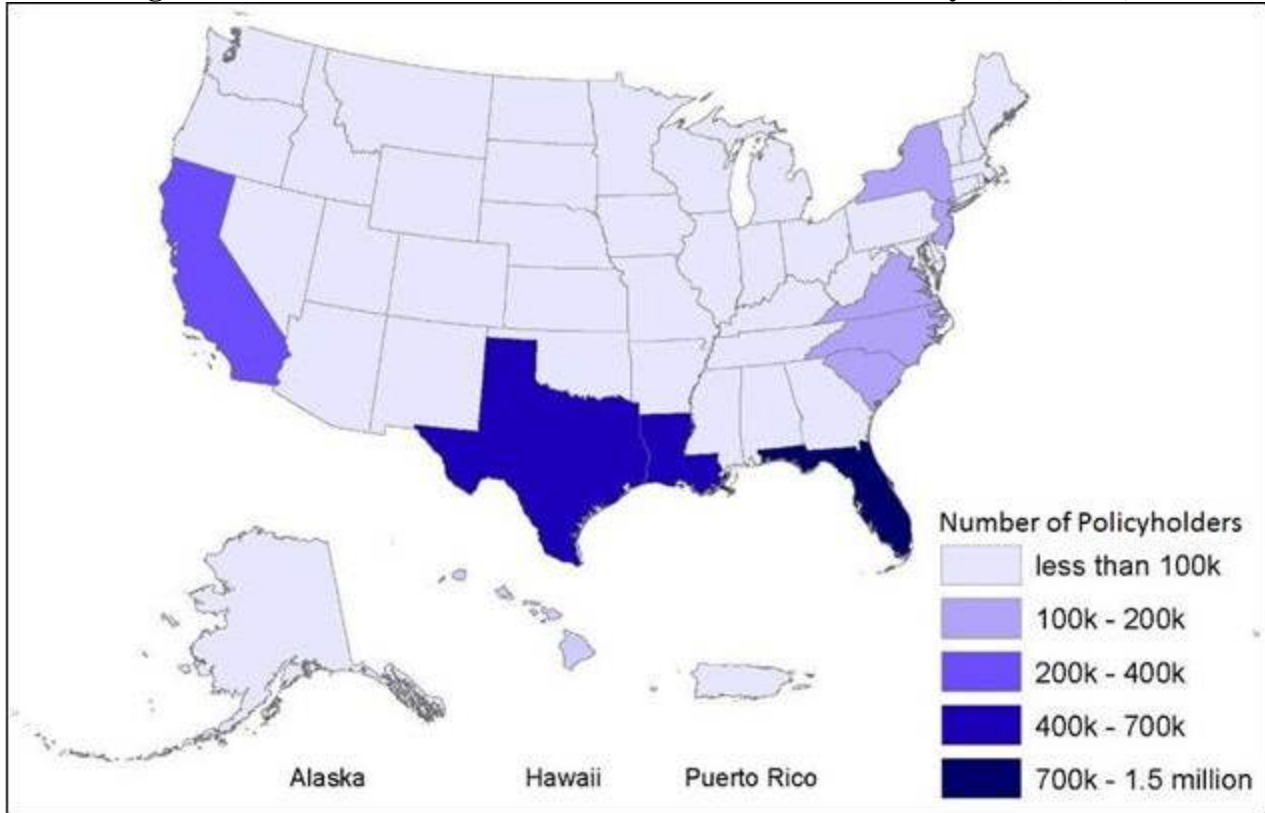 Number of Policyholders
less than 100k
100k - 200k
200k - 400k
400k - 700k
700k - 1.5 million
Alaska
Hawaii
Puerto Rico